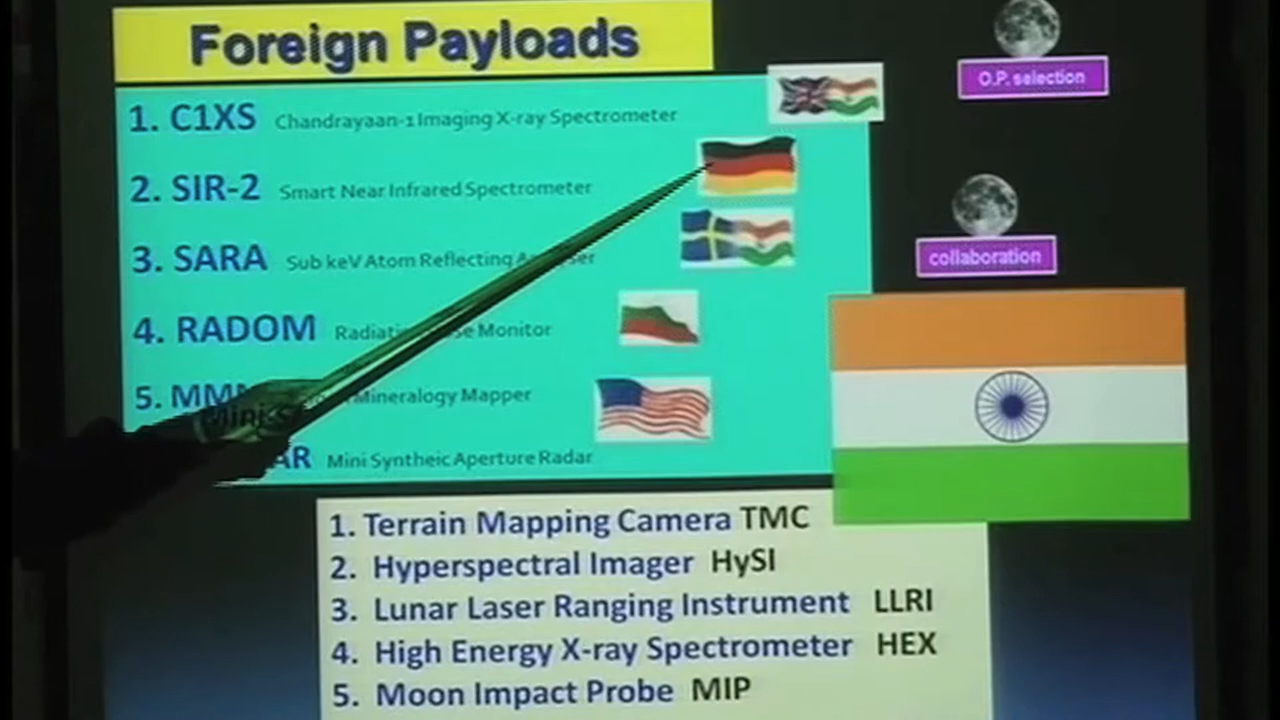 Foreign Payloads
1. C1XS Chandrayaan-1 Imaging X-ray Spectrometer
2. SIR-2 Smart Near Infrared Spectrometer
3. SARA Sub keV Atom Reflecting
4. RADOM Monitor
5. Mineralogy Mapper
Mini Syntheic Aperture Radar
O.P. selection
collaboration
1. Terrain Mapping Camera TMC
2. Hyperspectral Imager HySI
3. Lunar Laser Ranging Instrument LLRI
4. High Energy X-ray Spectrometer HEX
5. Moon Impact Probe MIP